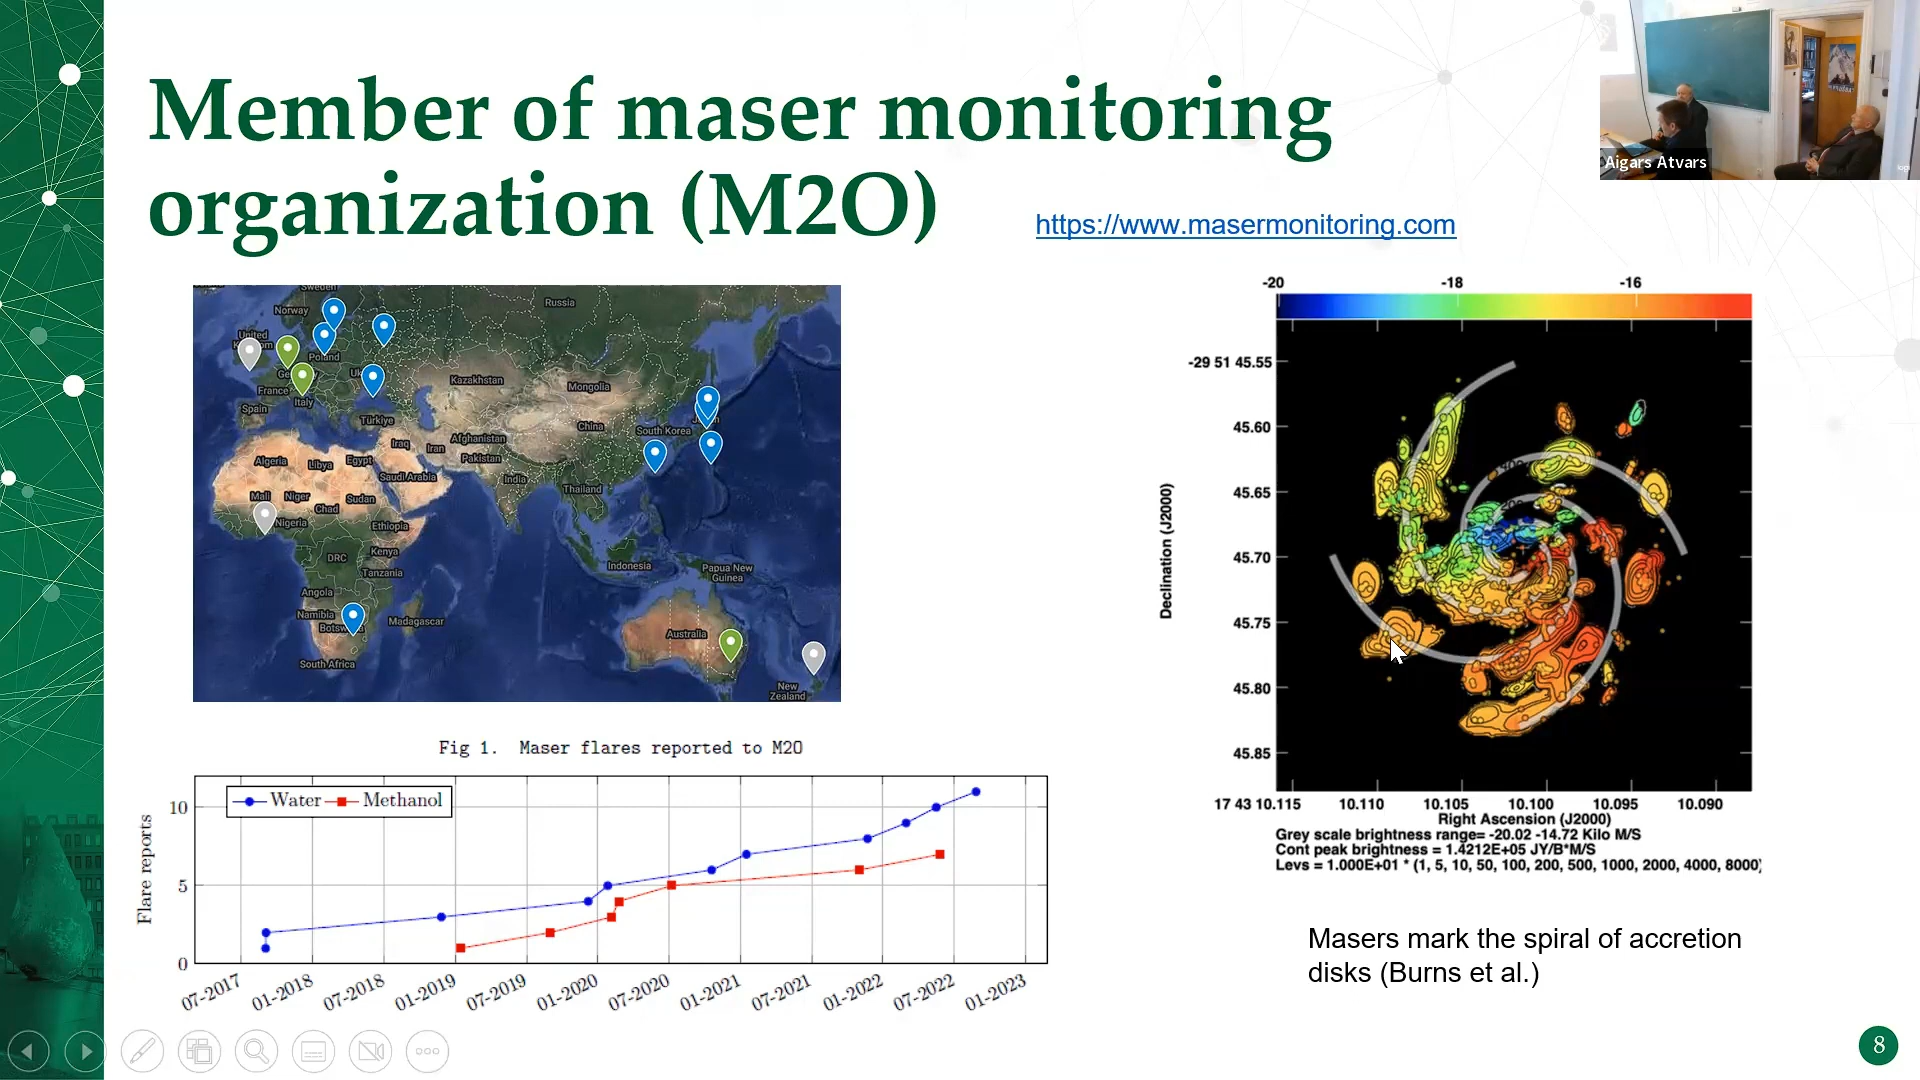 Member of maser monitoring
organization (M2O)
https://www.masermonitoring.com
Aigars Atvars
Sweden
Norway
Russia
United
Poland
France
Spain
Italy
Türkiye
Kazakhstan
Mongolia
China
South Korea
Iraq
Iran
Afghanistan
Pakistan
Algeria
Libya
Egypt
Saudi Arabia
India
Thailand
Mali
Niger
Chad
Sudan
Nigeria
Ethiopia
DRC
Kenya
Tanzania
Indonesia
Papua New
Guinea
Angola
Namibia
Madagascar
South Africa
Australia
New
Zealand
Fig 1. Maser flares reported to M2O
Water
Methanol
Flare reports
10
5
0
07-2017
01-2018
07-2018
01-2019
07-2019
01-2020
07-2020
01-2021
07-2021
01-2022
07-2022
01-2023
-20
-18
-16
Declination (J2000)
-29 51 45.55
45.60
45.65
45.70
45.75
45.80
45.85
17 43 10.115
10.110
10.105
10.100
10.095
10.090
Right Ascension (J2000)
Grey scale brightness range= -20.02 -14.72 Kilo M/S
Cont peak brightness = 1.4212E+05 JY/B*M/S
Levs = 1.000E+01 * (1, 5, 10, 50, 100, 200, 500, 1000, 2000, 4000, 8000)
Masers mark the spiral of accretion
disks (Burns et al.)
8